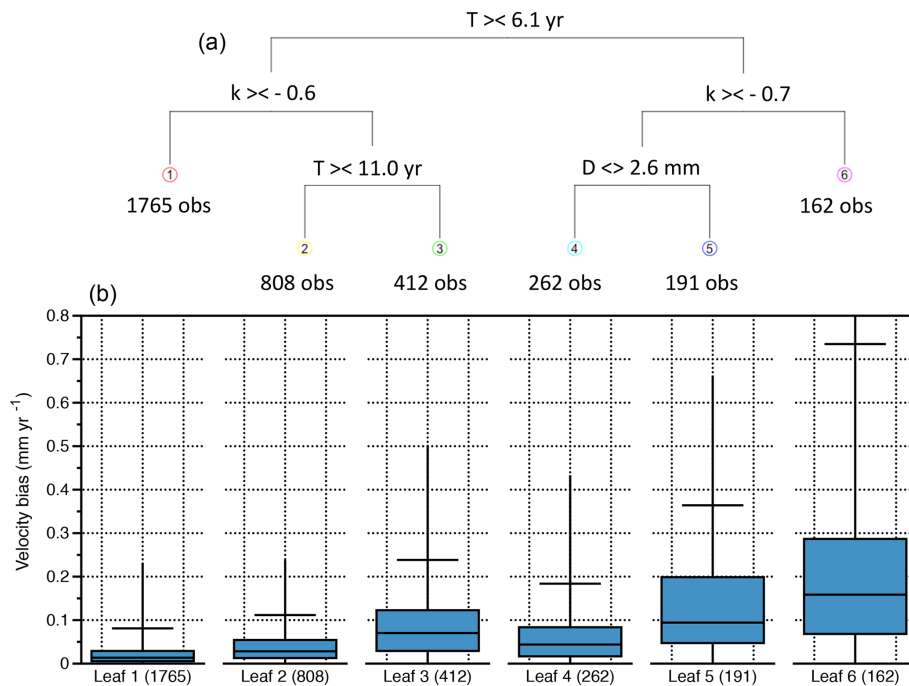 T >< 6.1 yr
(a)
k >< - 0.6
k >< - 0.7
T >< 11.0 yr
D <> 2.6 mm
1
6
1765 obs
162 obs
2
3
4
5
808 obs
412 obs
262 obs
191 obs
(b)
Velocity bias (mm yr -1)
0.8
0.7
0.6
0.5
0.4
0.3
0.2
0.1
0
Leaf 1 (1765)
Leaf 2 (808)
Leaf 3 (412)
Leaf 4 (262)
Leaf 5 (191)
Leaf 6 (162)